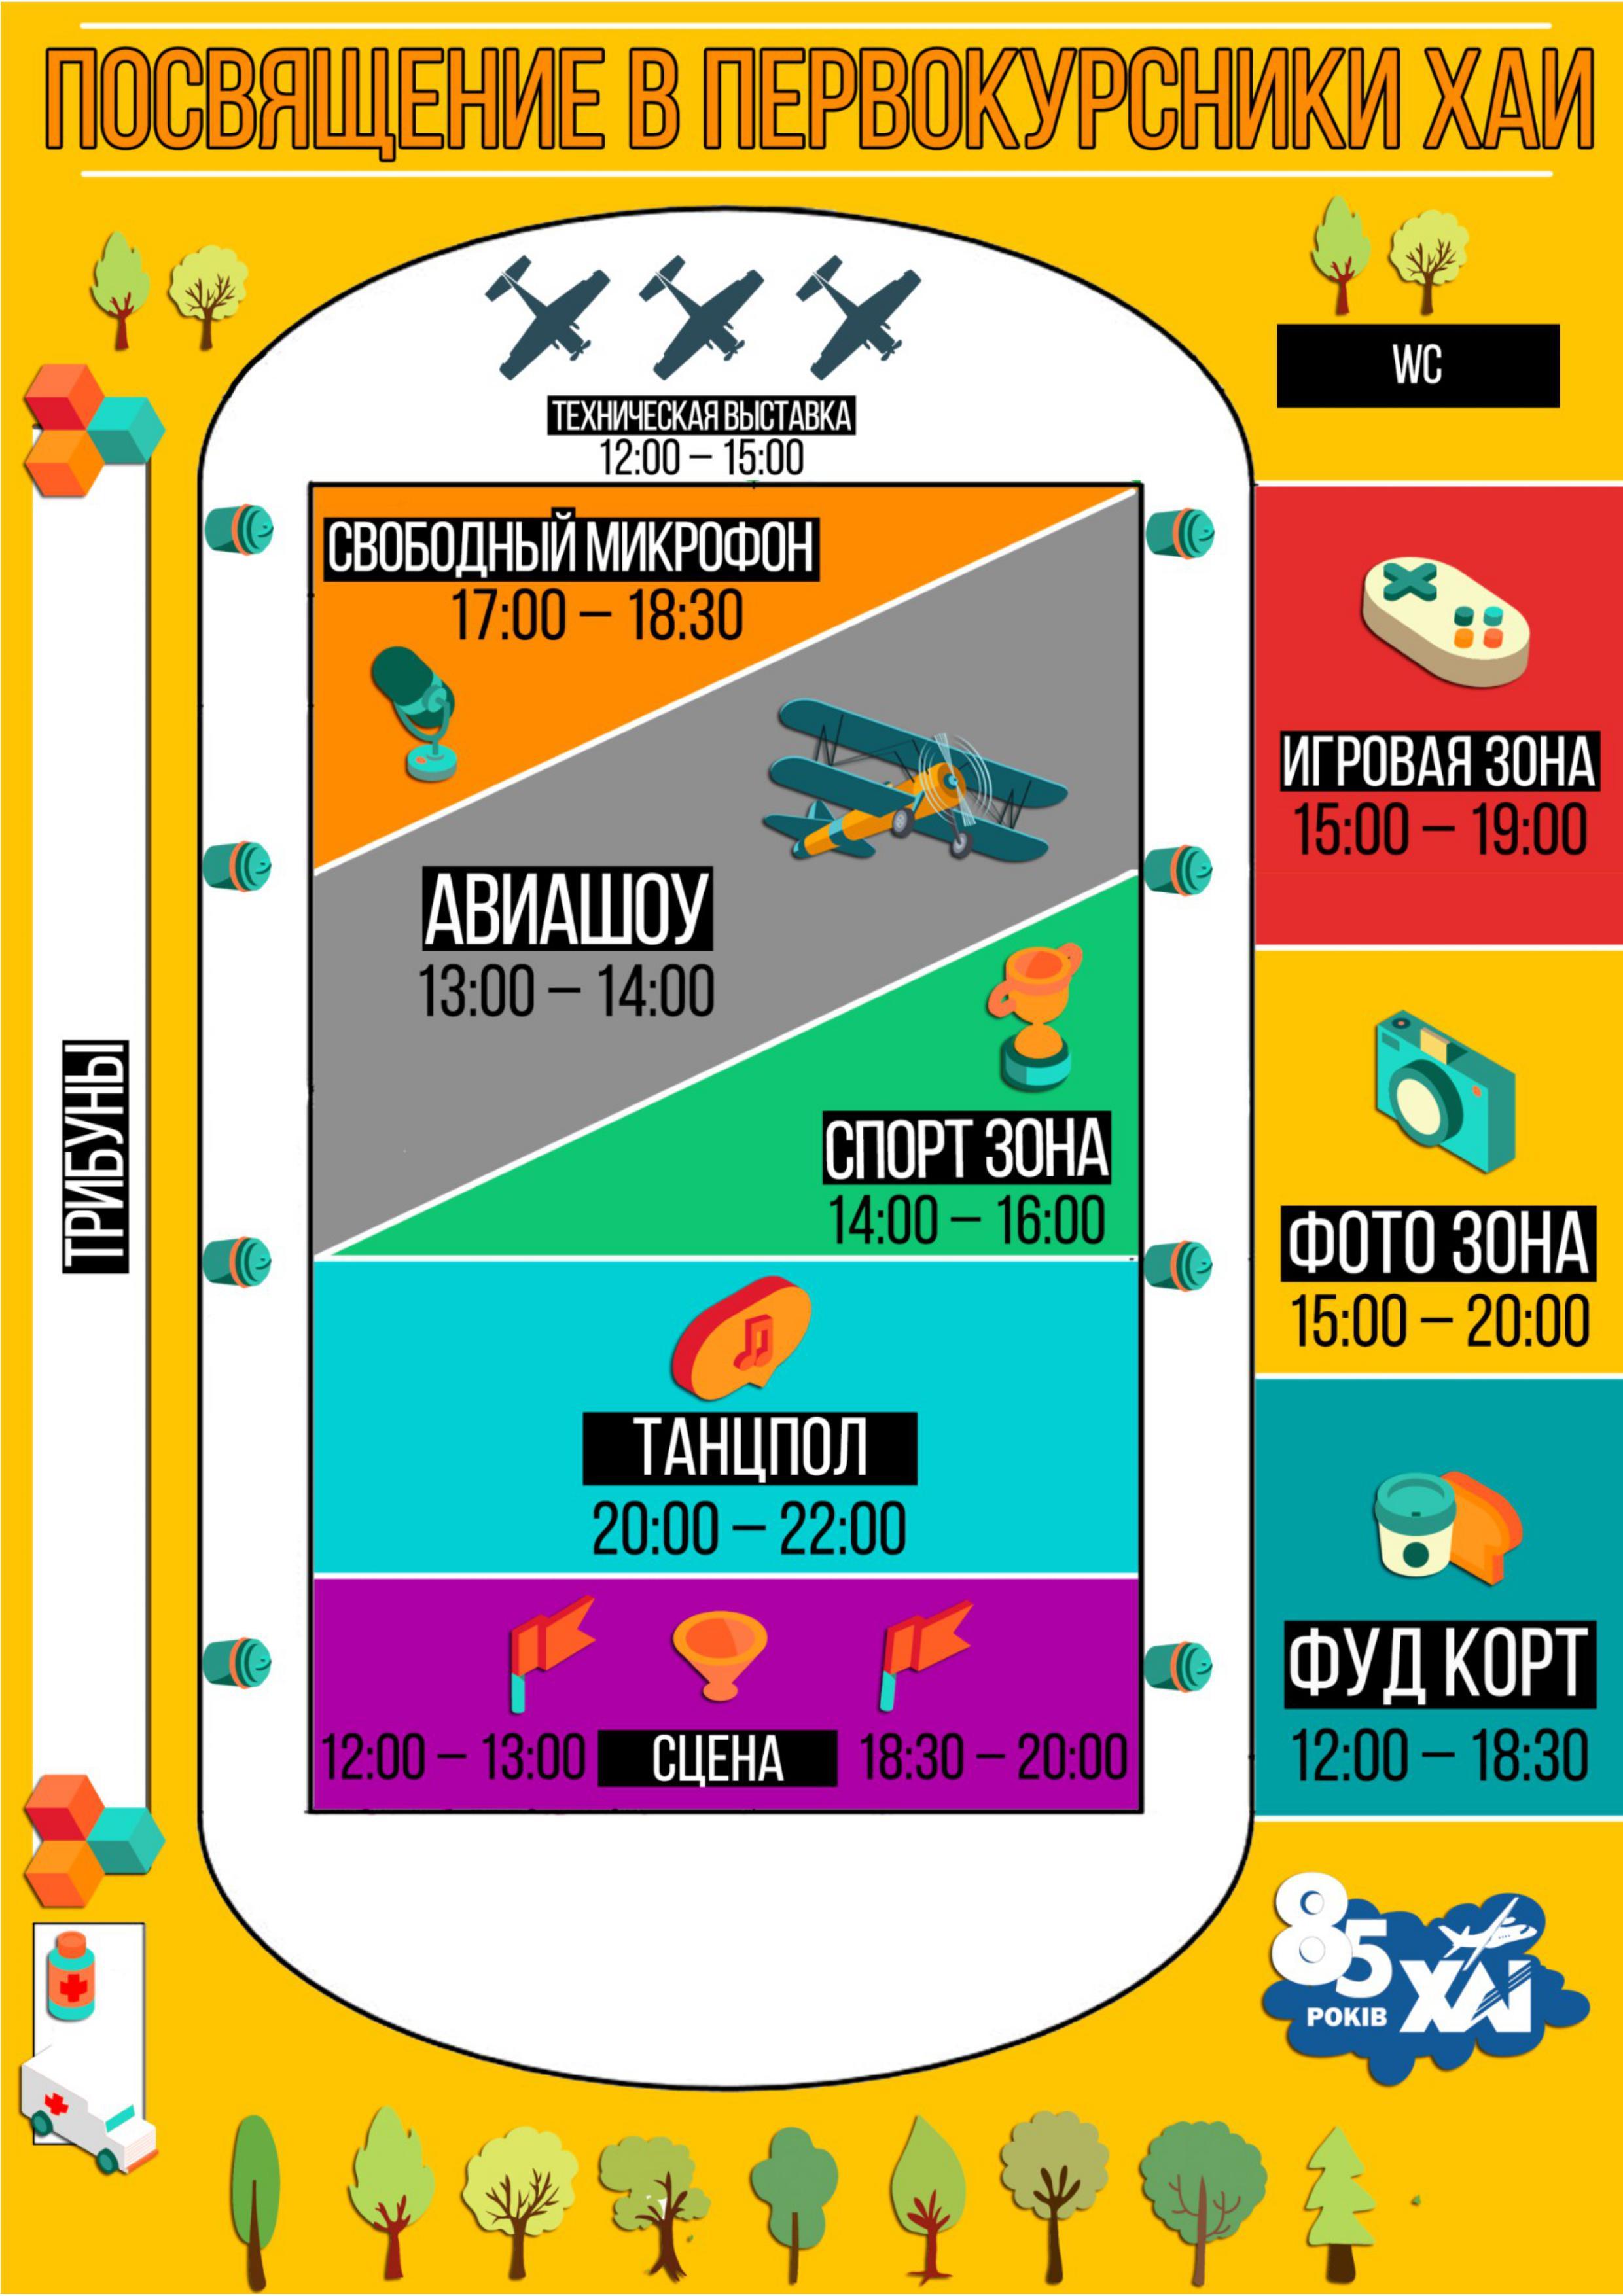 ПОСВЯЩЕНИЕ В ПЕРВОКУРСНИКИ ХАИ
WC
ТЕХНИЧЕСКАЯ ВЫСТАВКА
12:00 – 15:00
СВОБОДНЫЙ МИКРОФОН
17:00 – 18:30
ИГРОВАЯ ЗОНА
15:00 – 19:00
АВИАШОУ
13:00 – 14:00
ТРИБУНЫ
СПОРТ ЗОНА
14:00 – 16:00
ФОТО ЗОНА
15:00 – 20:00
ТАНЦПОЛ
20:00 – 22:00
ФУД КОРТ
12:00 – 18:30
12:00 – 13:00 СЦЕНА 18:30 – 20:00
85
РОКІВ ХАІ